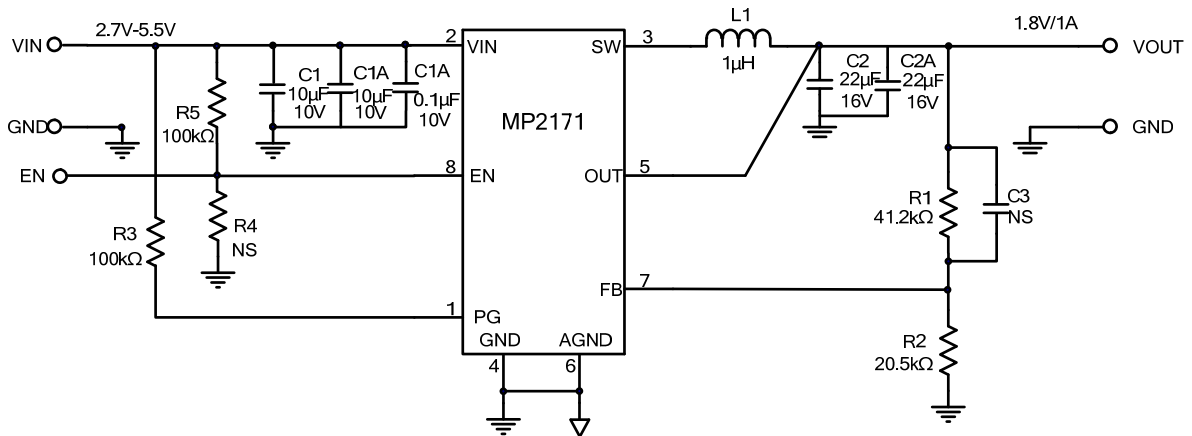 L1
1µH
2.7V-5.5V
1.8V/1A
VIN
2
VIN
SW
3
VOUT
C1
10µF
10V
C1A
10µF
10V
C1A
0.1µF
10V
C2
22µF
16V
C2A
22µF
16V
R5
100kΩ
MP2171
GND
GND
EN
8
EN
OUT
5
R4
NS
R3
100kΩ
R1
41.2kΩ
C3
NS
FB
7
1
PG
GND
AGND
4
6
R2
20.5kΩ